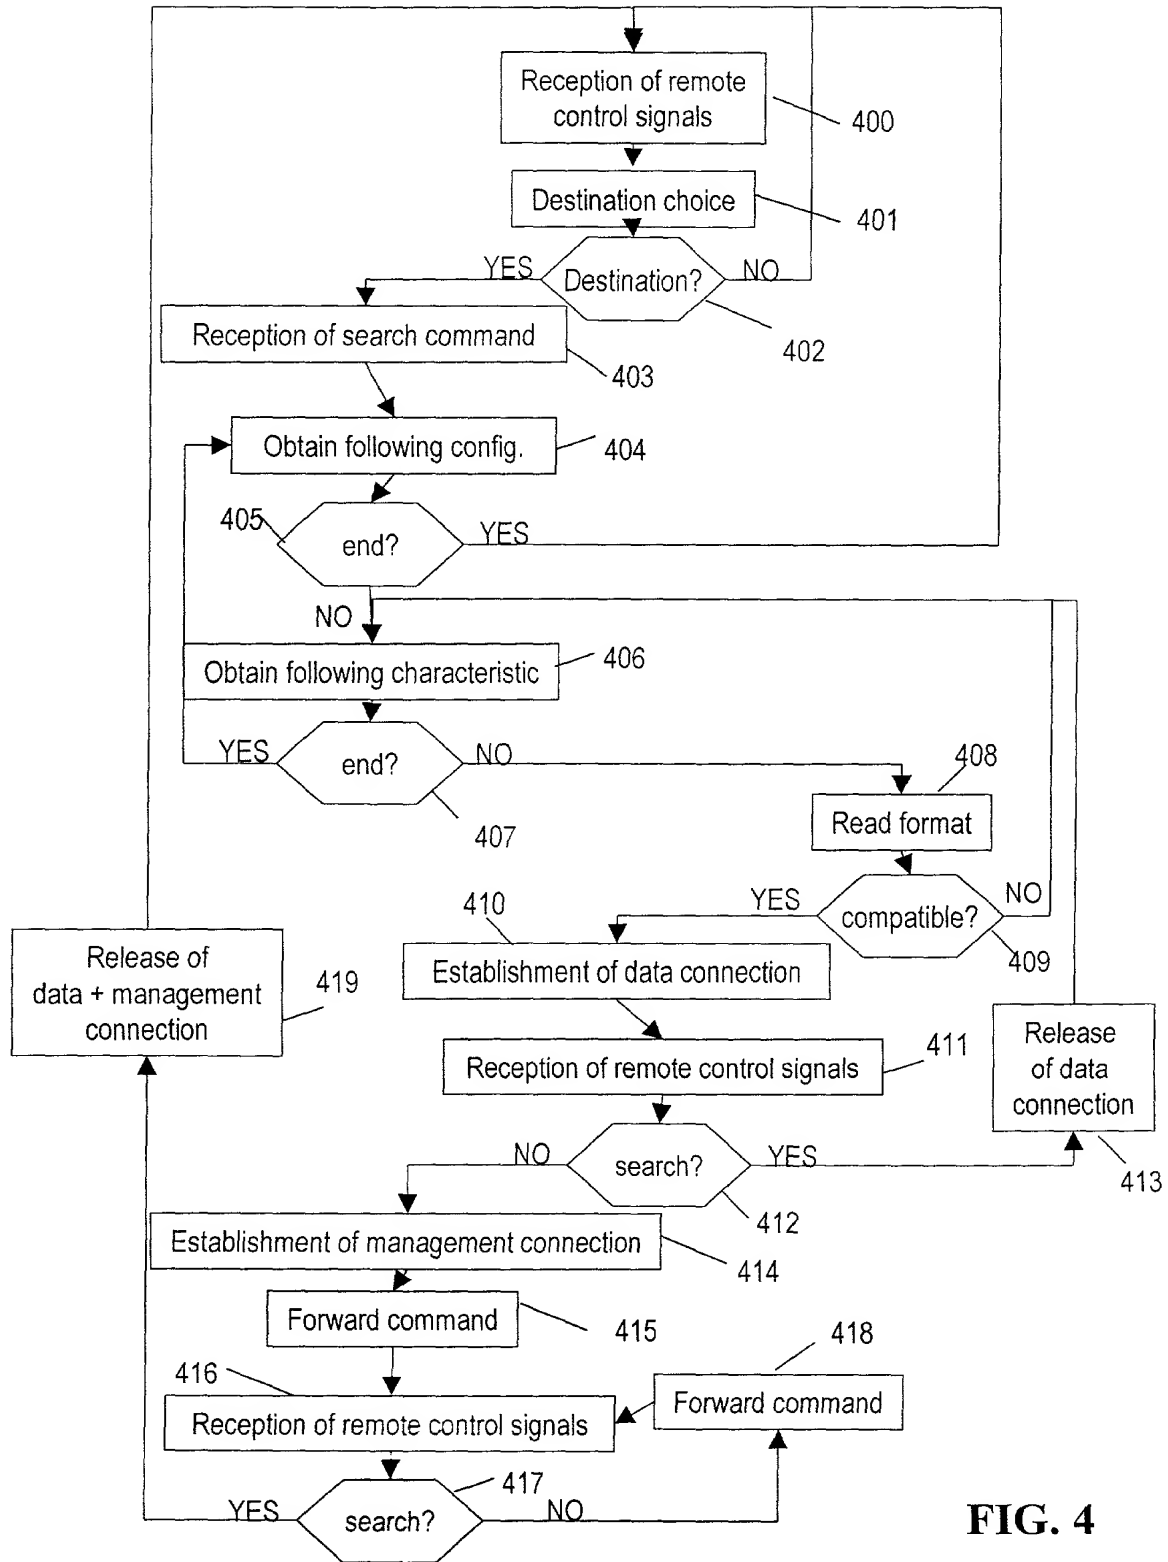 Reception of remote
control signals
400
Destination choice
401
YES
Destination?
NO
402
Reception of search command
403
Obtain following config.
404
405
end?
YES
NO
Obtain following characteristic
406
YES
end?
NO
407
408
Read format
YES
compatible?
NO
409
410
Establishment of data connection
Release of
data + management
connection
419
Reception of remote control signals
411
Release
of data
connection
413
NO
search?
YES
412
Establishment of management connection
414
Forward command
415
416
Reception of remote control signals
418
Forward command
417
YES
search?
NO
FIG. 4